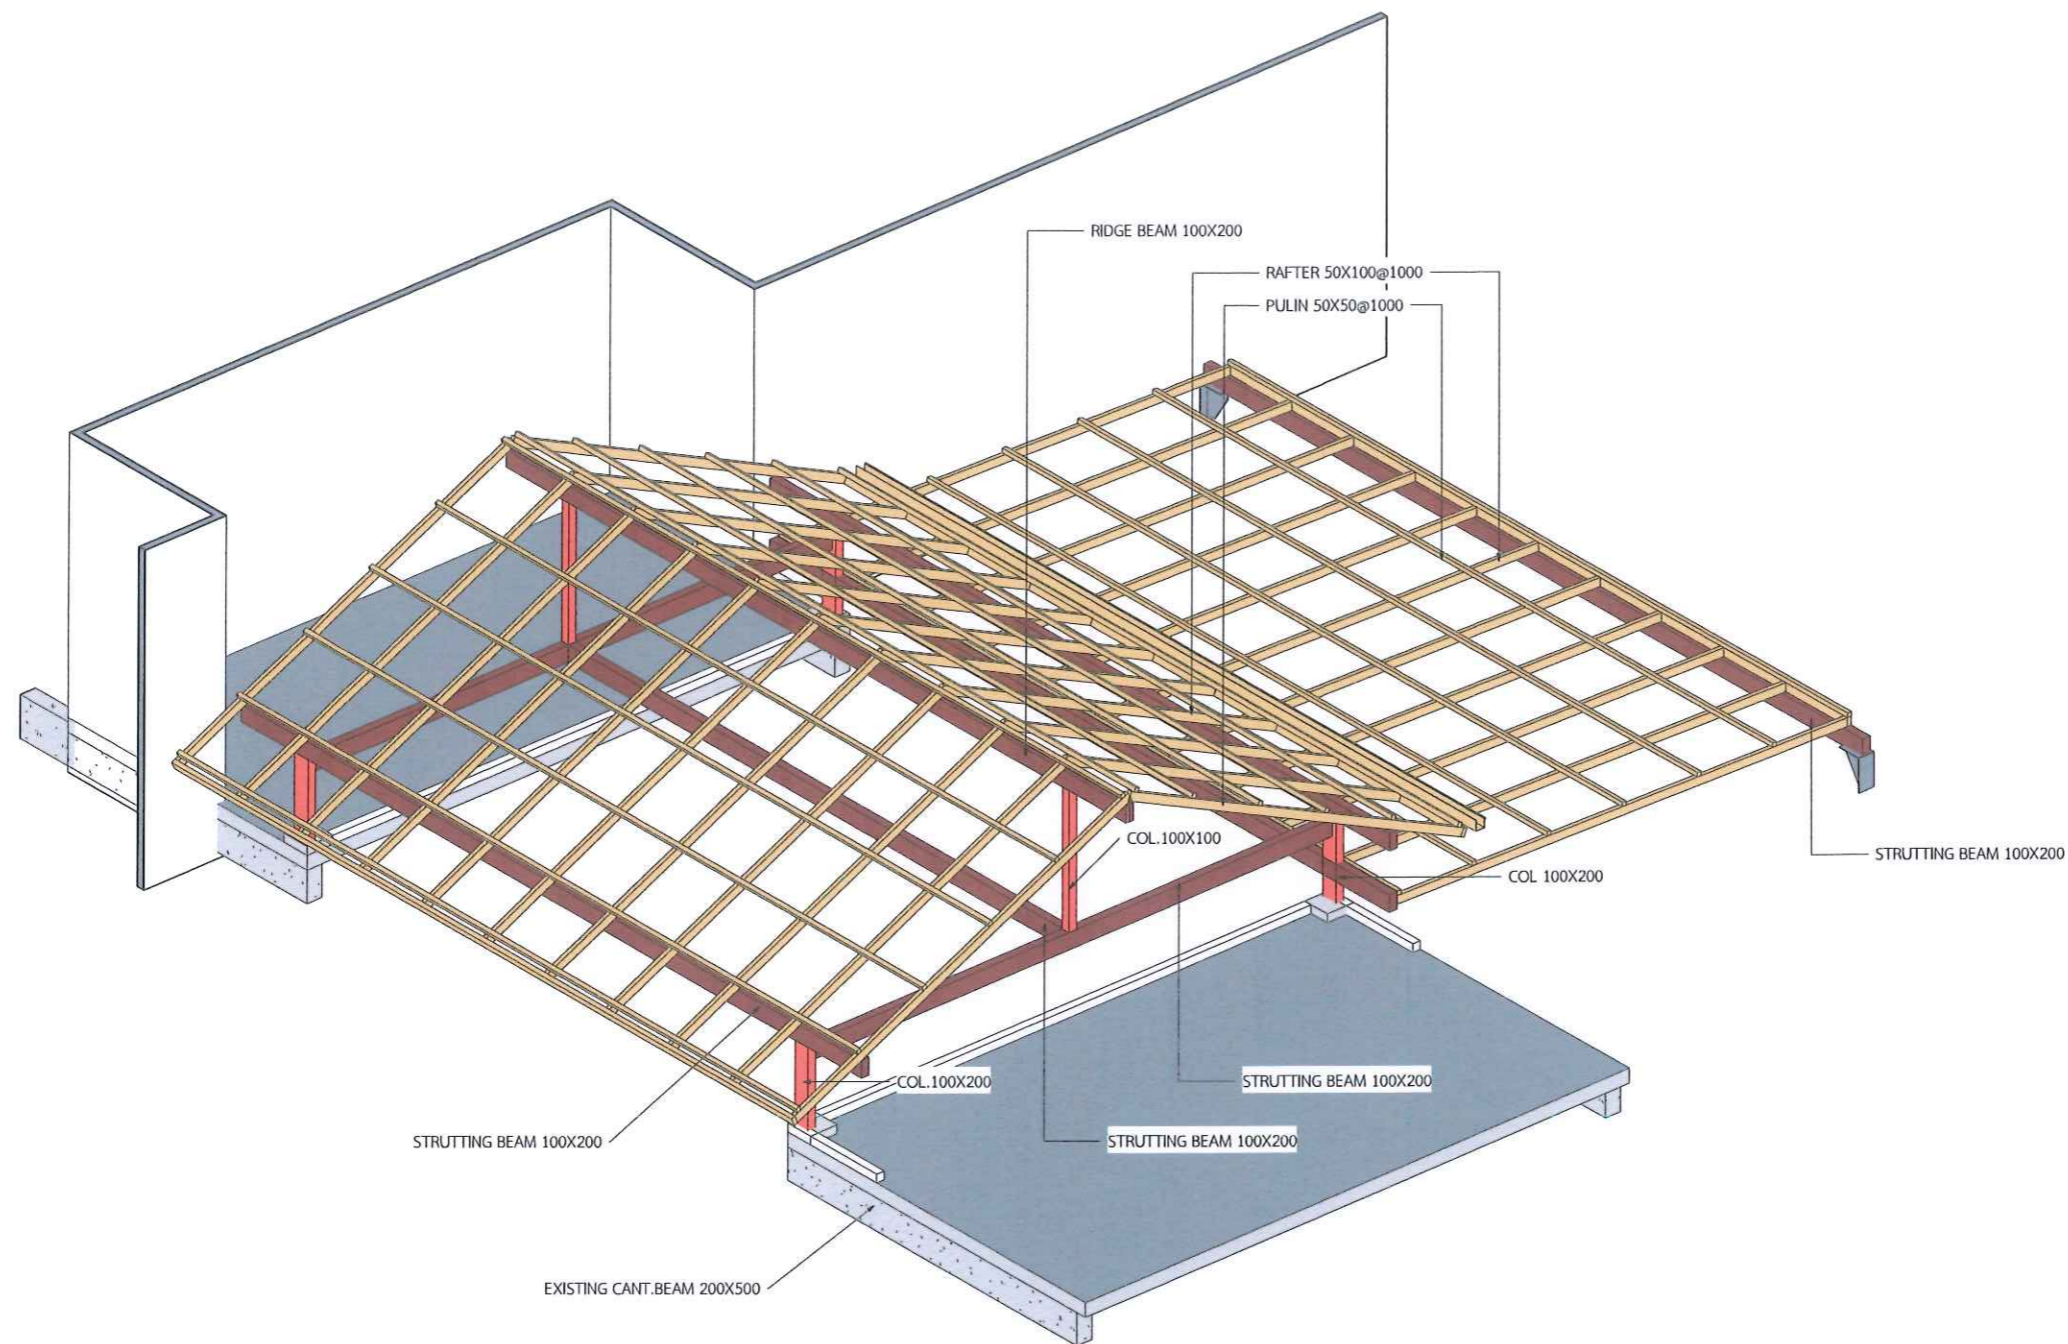 RIDGE BEAM 100X200
RAFTER 50X100@1000
PULIN 50X50@1000
COL.100X100
STRUTTING BEAM 100X200
COL 100X200
COL.100X200
STRUTTING BEAM 100X200
STRUTTING BEAM 100X200
STRUTTING BEAM 100X200
EXISTING CANT.BEAM 200X500